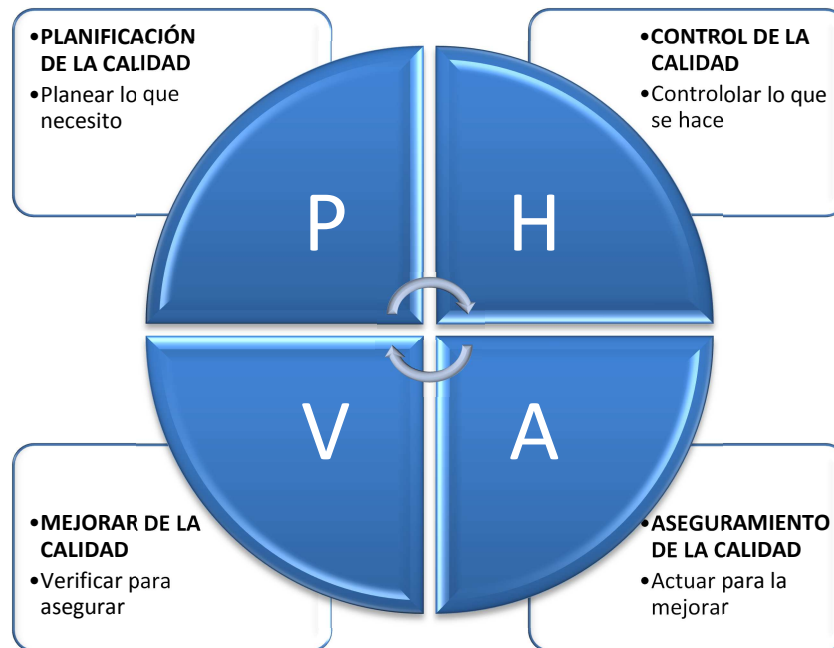 •PLANIFICACIÓN
DE LA CALIDAD
•Planear lo que
necesito
•CONTROL DE LA
CALIDAD
•Contrololar lo que
se hace
P
H
V
A
•MEJORAR DE LA
CALIDAD
•Verificar para
asegurar
•ASEGURAMIENTO
DE LA CALIDAD
•Actuar para la
mejorar